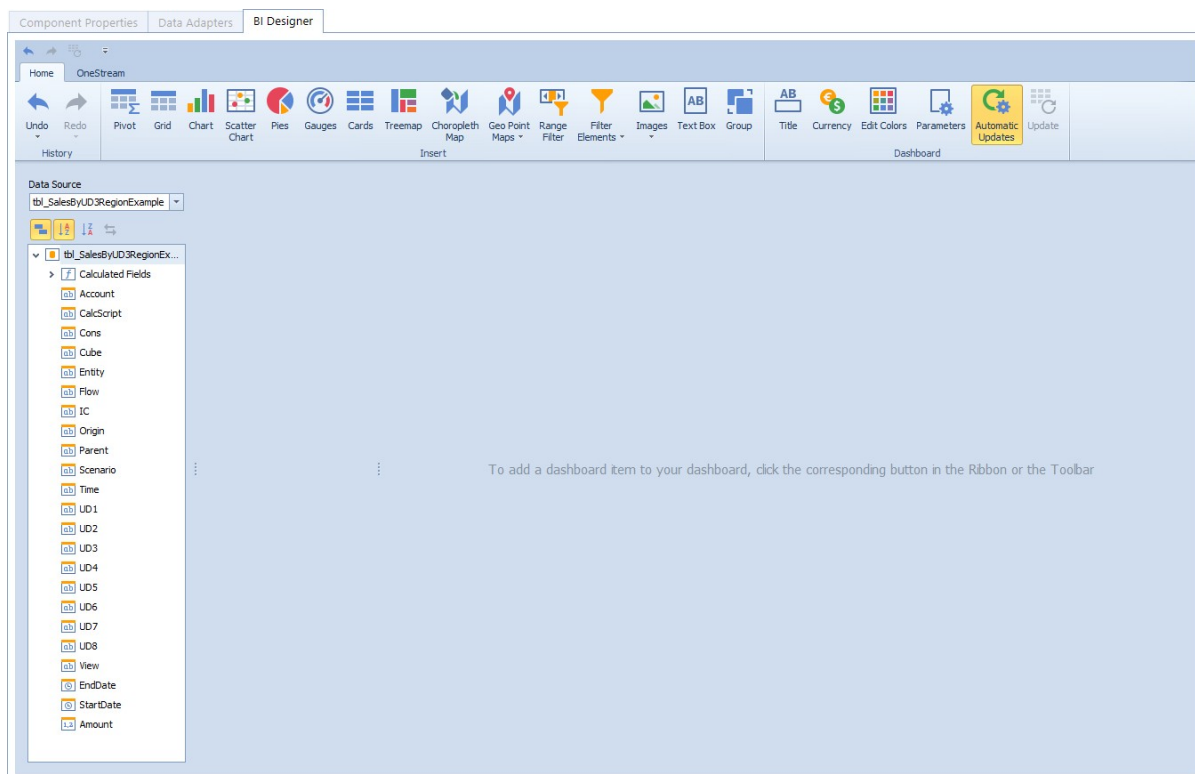 Component Properties Data Adapters BI Designer
Home OneStream
Undo Redo Pivot Grid Chart Scatter Chart Pies Gauges Cards Treemap Choropleth Map Geo Point Maps Range Filter Filter Elements Images Text Box Group Title Currency Edit Colors Parameters Automatic Updates Update
History Insert Dashboard
Data Source
tbl_SalesByUD3RegionExample
tbl_SalesByUD3RegionEx...
Calculated Fields
Account
CalcScript
Cons
Cube
Entity
Flow
IC
Origin
Parent
Scenario
To add a dashboard item to your dashboard, click the corresponding button in the Ribbon or the Toolbar
Time
UD1
UD2
UD3
UD4
UD5
UD6
UD7
UD8
View
EndDate
StartDate
Amount